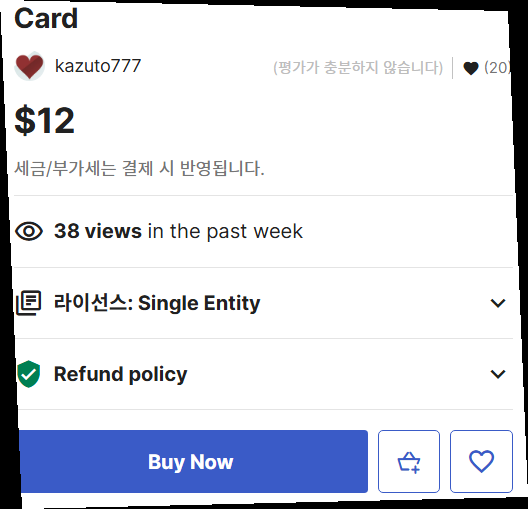 Card
kazuto777 (평가가 충분하지 않습니다) (20)
$12
세금/부가세는 결제 시 반영됩니다.
38 views in the past week
라이선스: Single Entity
Refund policy
Buy Now